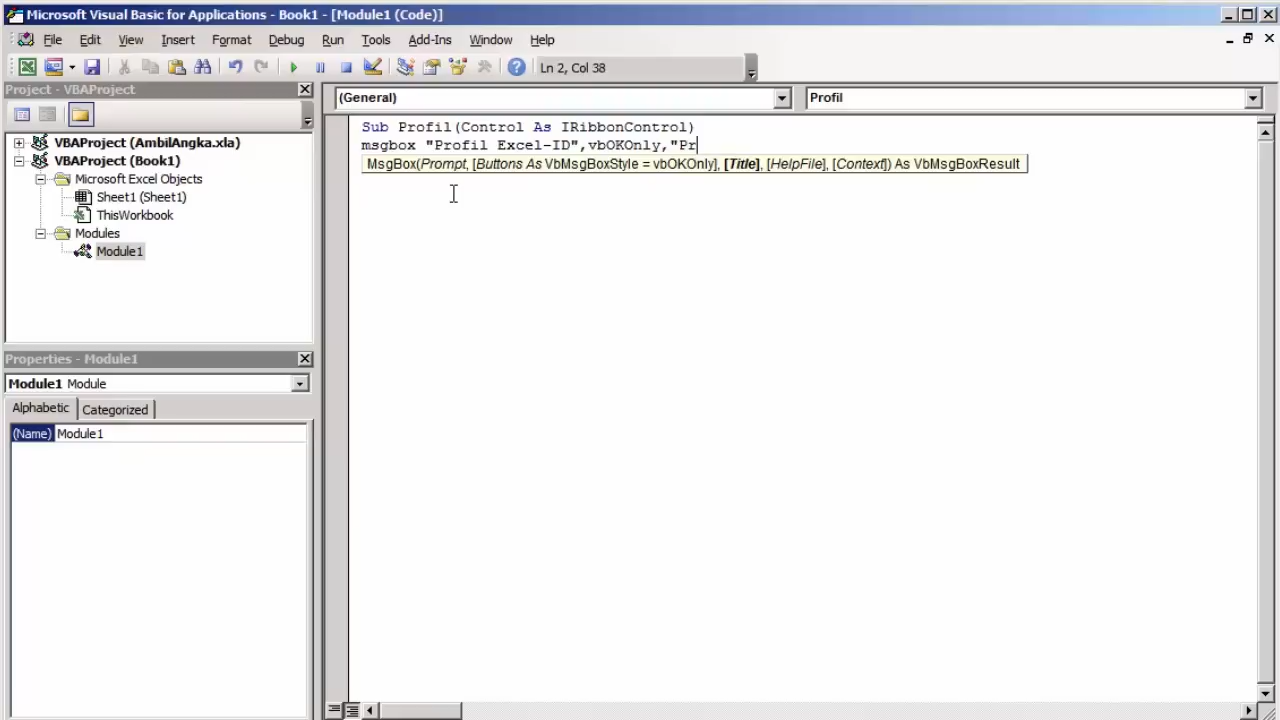 Microsoft Visual Basic for Applications - Book1 - [Module1 (Code)]
File Edit View Insert Format Debug Run Tools Add-Ins Window Help
Ln 2, Col 38
Project - VBAProject
VBAProject (AmbilAngka.xla)
VBAProject (Book1)
Microsoft Excel Objects
Sheet1 (Sheet1)
ThisWorkbook
Modules
Module1
Properties - Module1
Module1 Module
Alphabetic Categorized
(Name) Module1
(General) Profil
Sub Profil(Control As IRibbonControl)
msgbox "Profil Excel-ID",vbOKOnly,"Pr
MsgBox(Prompt, [Buttons As VbMsgBoxStyle = vbOKOnly], [Title], [HelpFile], [Context]) As VbMsgBoxResult